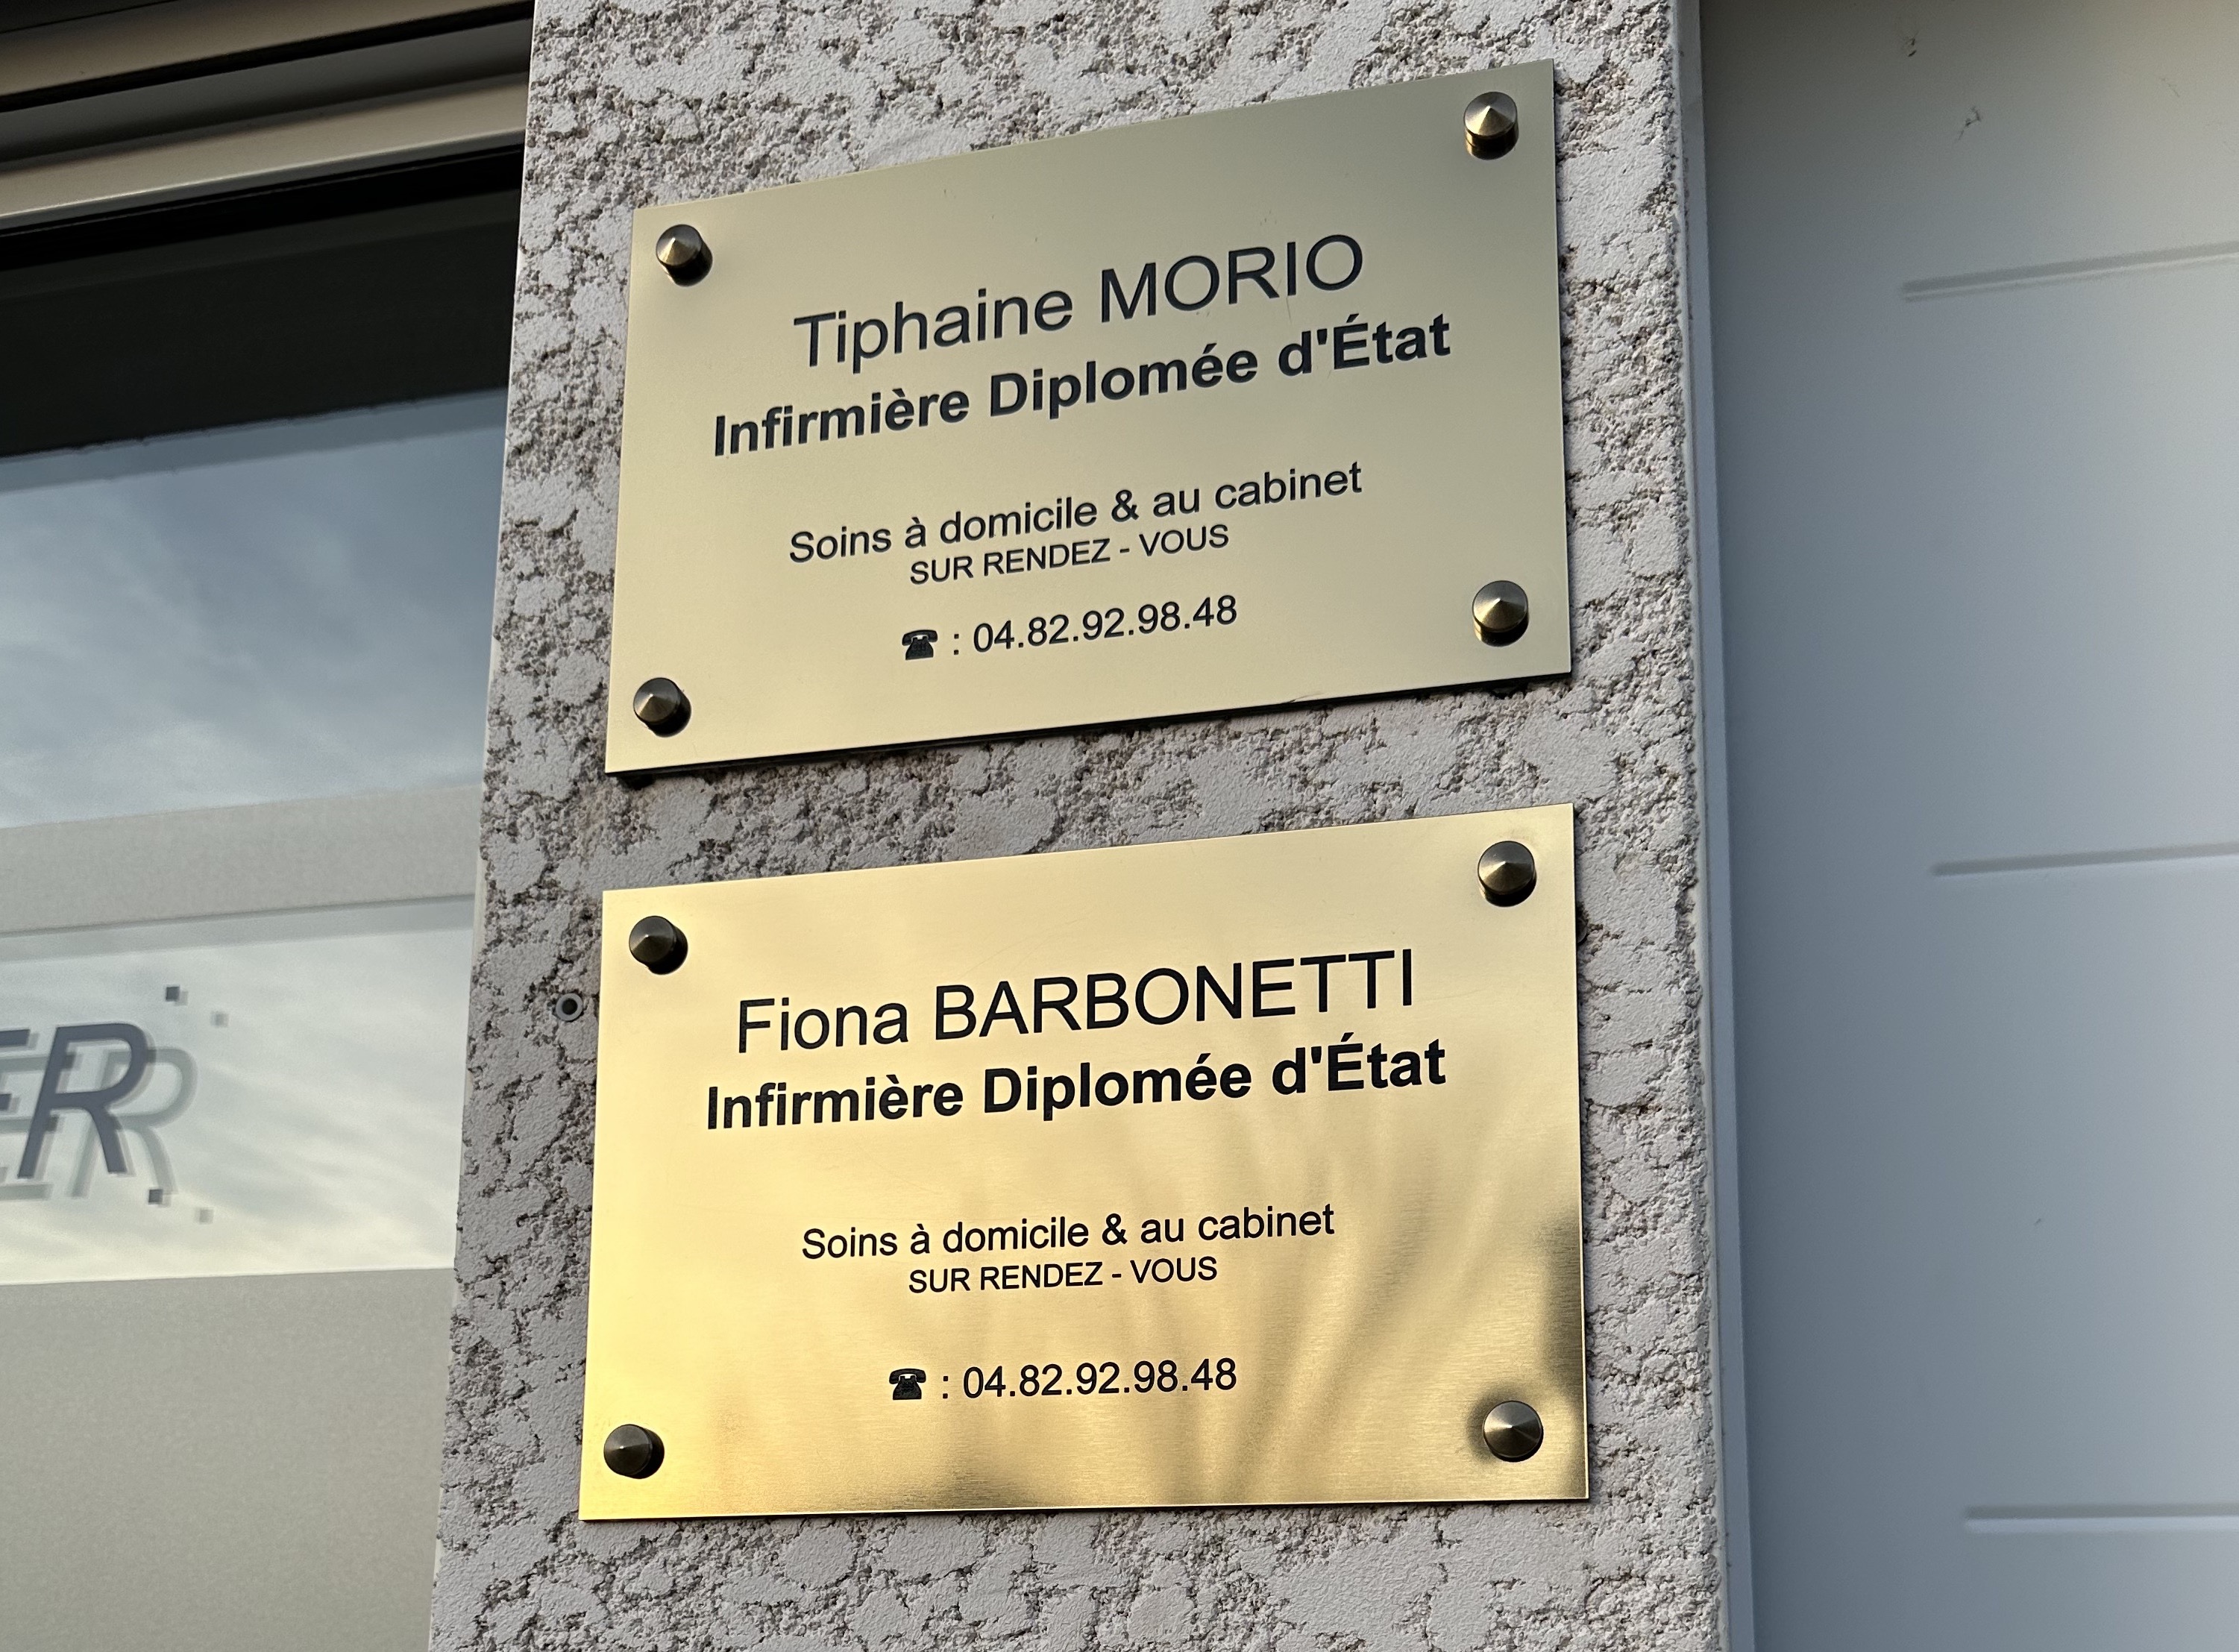 Tiphaine MORIO
Infirmière Diplomée d'État
Soins à domicile & au cabinet
SUR RENDEZ - VOUS
☎ : 04.82.92.98.48
Fiona BARBONETTI
Infirmière Diplomée d'État
Soins à domicile & au cabinet
SUR RENDEZ - VOUS
☎ : 04.82.92.98.48